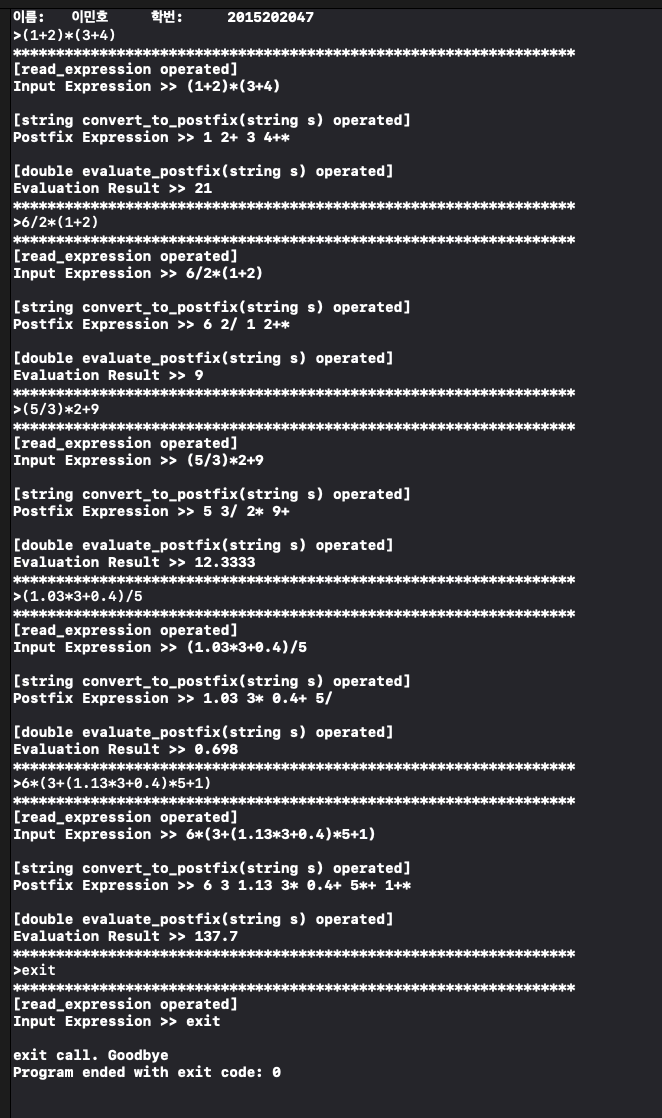 이름:   이민호     학번:     2015202047
>(1+2)*(3+4)
*****************************************************************
[read_expression operated]
Input Expression >> (1+2)*(3+4)

[string convert_to_postfix(string s) operated]
Postfix Expression >> 1 2+ 3 4+*

[double evaluate_postfix(string s) operated]
Evaluation Result >> 21
*****************************************************************
>6/2*(1+2)
*****************************************************************
[read_expression operated]
Input Expression >> 6/2*(1+2)

[string convert_to_postfix(string s) operated]
Postfix Expression >> 6 2/ 1 2+*

[double evaluate_postfix(string s) operated]
Evaluation Result >> 9
*****************************************************************
>(5/3)*2+9
*****************************************************************
[read_expression operated]
Input Expression >> (5/3)*2+9

[string convert_to_postfix(string s) operated]
Postfix Expression >> 5 3/ 2* 9+

[double evaluate_postfix(string s) operated]
Evaluation Result >> 12.3333
*****************************************************************
>(1.03*3+0.4)/5
*****************************************************************
[read_expression operated]
Input Expression >> (1.03*3+0.4)/5

[string convert_to_postfix(string s) operated]
Postfix Expression >> 1.03 3* 0.4+ 5/

[double evaluate_postfix(string s) operated]
Evaluation Result >> 0.698
*****************************************************************
>6*(3+(1.13*3+0.4)*5+1)
*****************************************************************
[read_expression operated]
Input Expression >> 6*(3+(1.13*3+0.4)*5+1)

[string convert_to_postfix(string s) operated]
Postfix Expression >> 6 3 1.13 3* 0.4+ 5*+ 1+*

[double evaluate_postfix(string s) operated]
Evaluation Result >> 137.7
*****************************************************************
>exit
*****************************************************************
[read_expression operated]
Input Expression >> exit

exit call. Goodbye
Program ended with exit code: 0